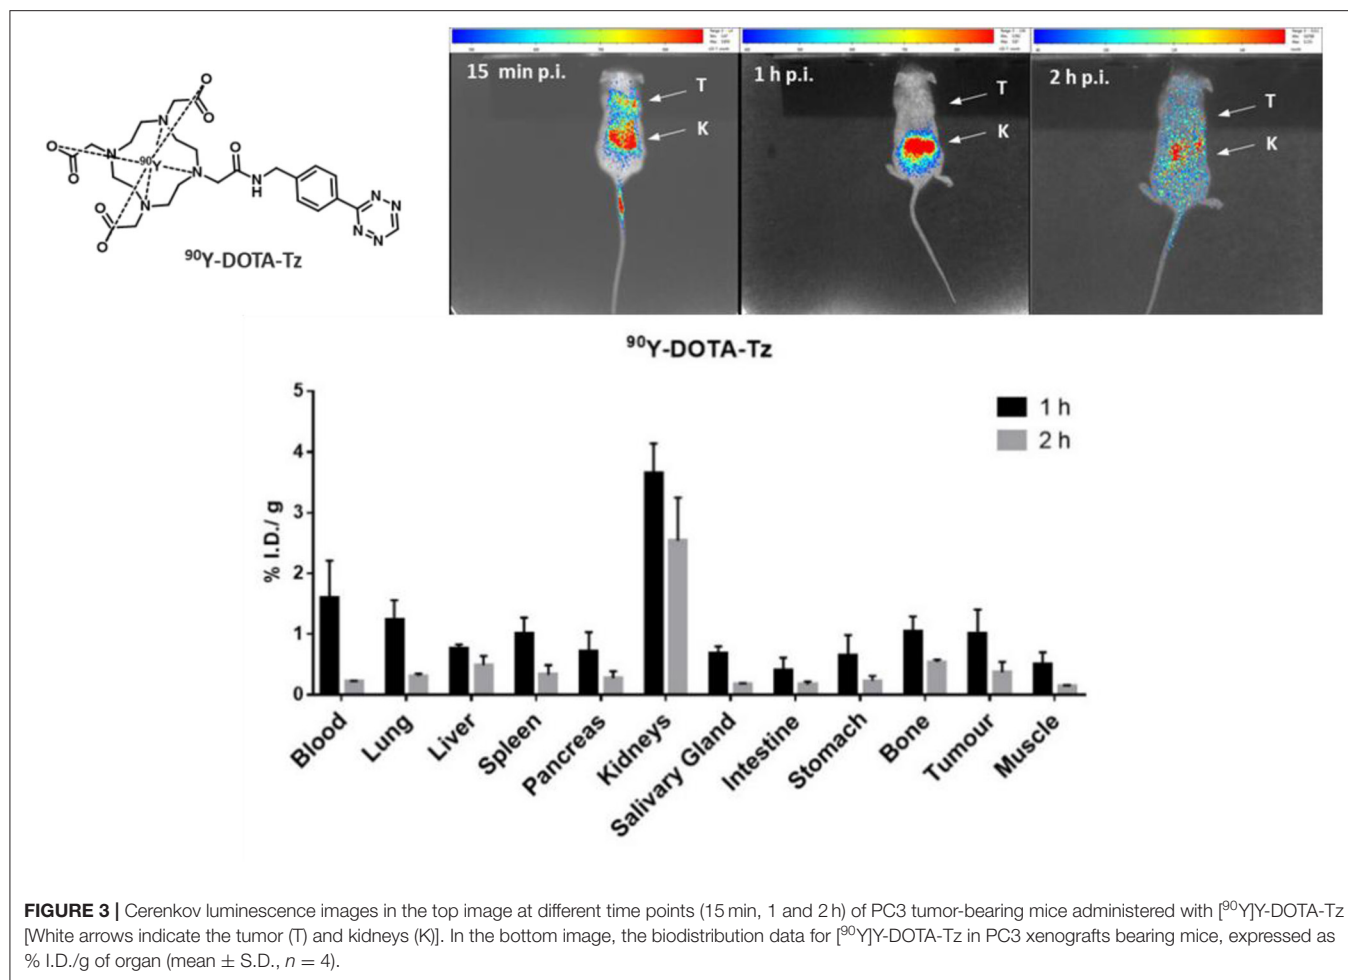 15 min p.i.
T
K
1 h p.i.
T
K
2 h p.i.
T
K
O
O
N
O
O
N
90Y
N
O
N
H
N
O
O
N
N
N
N
90Y-DOTA-Tz
90Y-DOTA-Tz
% I.D./ g
5
4
3
2
1
0
1 h
2 h
Blood
Lung
Liver
Spleen
Pancreas
Kidneys
Salivary Gland
Intestine
Stomach
Bone
Tumour
Muscle
FIGURE 3 | Cerenkov luminescence images in the top image at different time points (15 min, 1 and 2 h) of PC3 tumor-bearing mice administered with [90Y]Y-DOTA-Tz
[White arrows indicate the tumor (T) and kidneys (K)]. In the bottom image, the biodistribution data for [90Y]Y-DOTA-Tz in PC3 xenografts bearing mice, expressed as
% I.D./g of organ (mean ± S.D., n = 4).